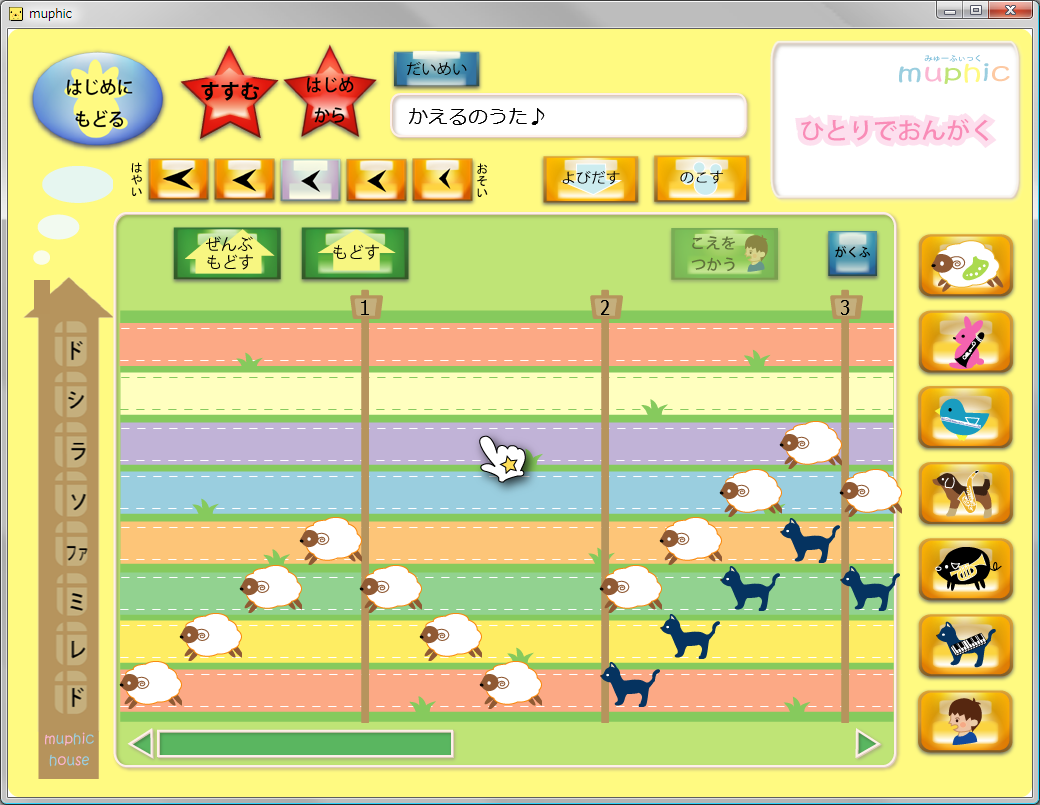 muphic
はじめに
もどる
すすむ
はじめ
から
だいめい
かえるのうた♪
みゅーふぃっく
muphic
ひとりでおんがく
はやい
おそい
よびだす
のこす
ぜんぶ
もどす
もどす
こえを
つかう
がくふ
1
2
3
ド
シ
ラ
ソ
ファ
ミ
レ
ド
muphic
house